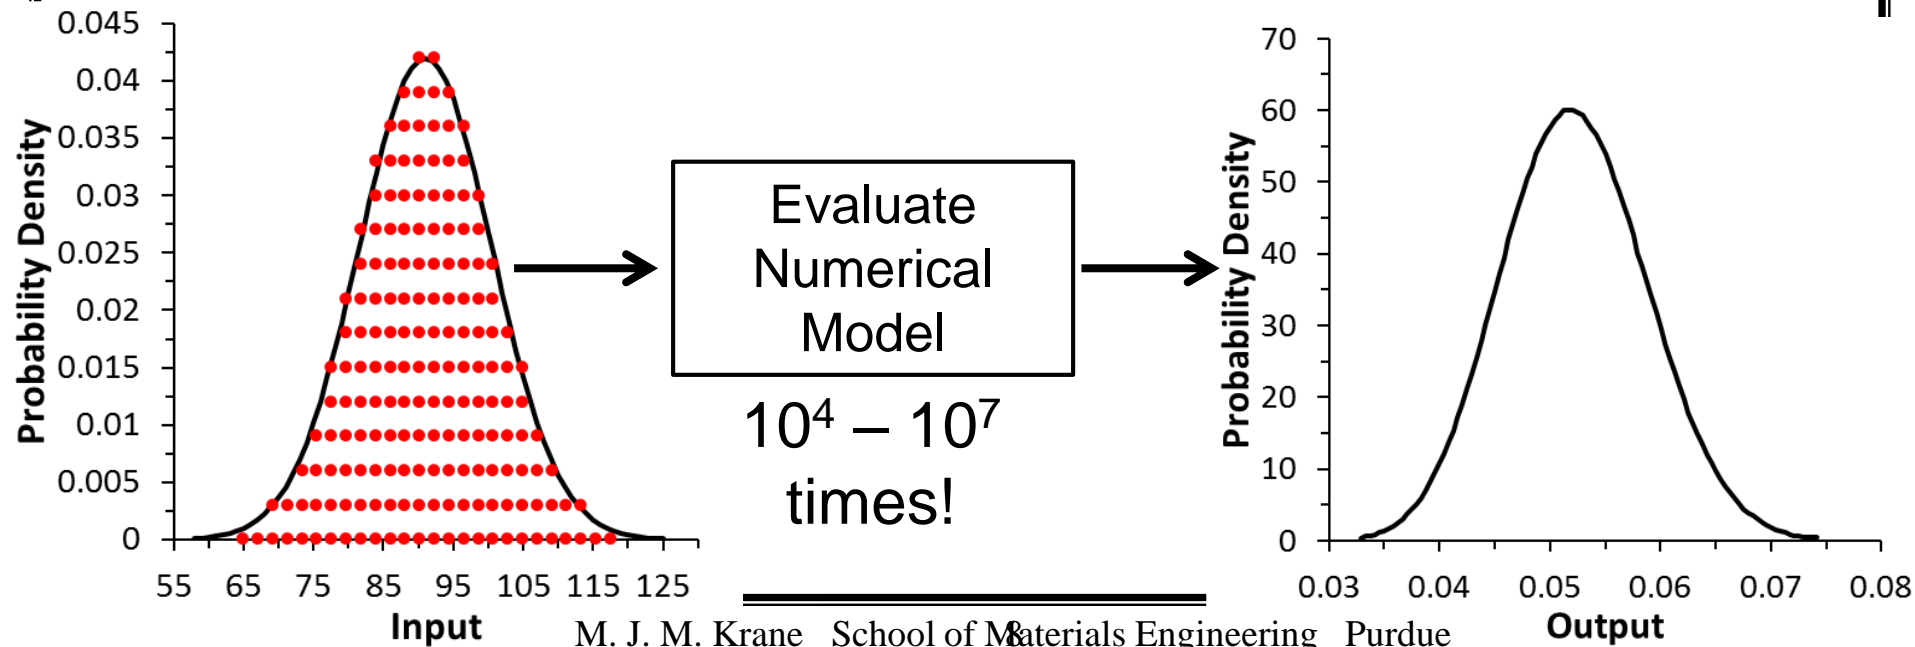 0.045
0.04
0.035
0.03
0.025
0.02
0.015
0.01
0.005
0
Probability Density
55 65 75 85 95 105 115 125
Input
Evaluate
Numerical
Model
10⁴ – 10⁷
times!
70
60
50
40
30
20
10
0
Probability Density
0.03 0.04 0.05 0.06 0.07 0.08
Output
M. J. M. Krane School of Materials Engineering Purdue
8